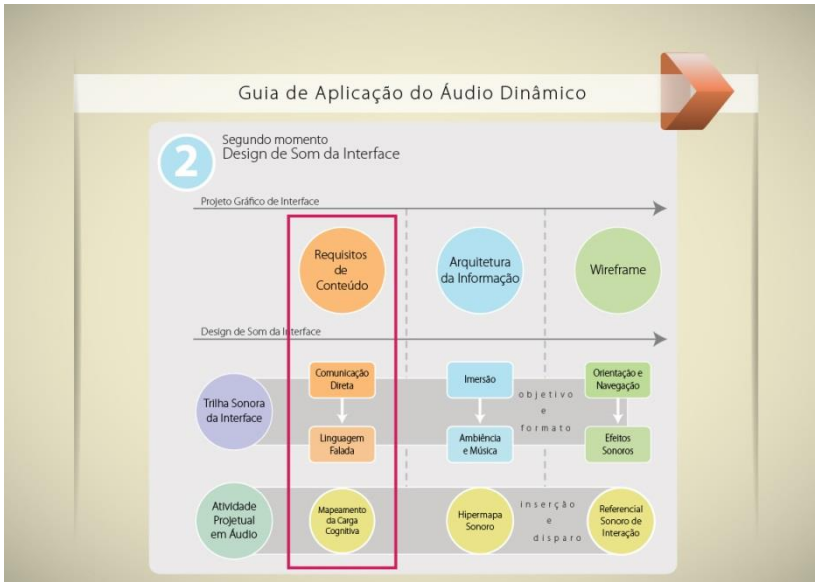 Guia de Aplicação do Áudio Dinâmico
2
Segundo momento
Design de Som da Interface
Projeto Gráfico de Interface
Requisitos
de
Conteúdo
Arquitetura
da Informação
Wireframe
Design de Som da Interface
Trilha Sonora
da Interface
Comunicação
Direta
Linguagem
Falada
Imersão
Ambiência
e Música
objetivo
e
formato
Orientação e
Navegação
Efeitos
Sonoros
Atividade
Projetual
em Áudio
Mapeamento
da Carga
Cognitiva
Hipermapa
Sonoro
inserção
e
disparo
Referencial
Sonoro de
Interação